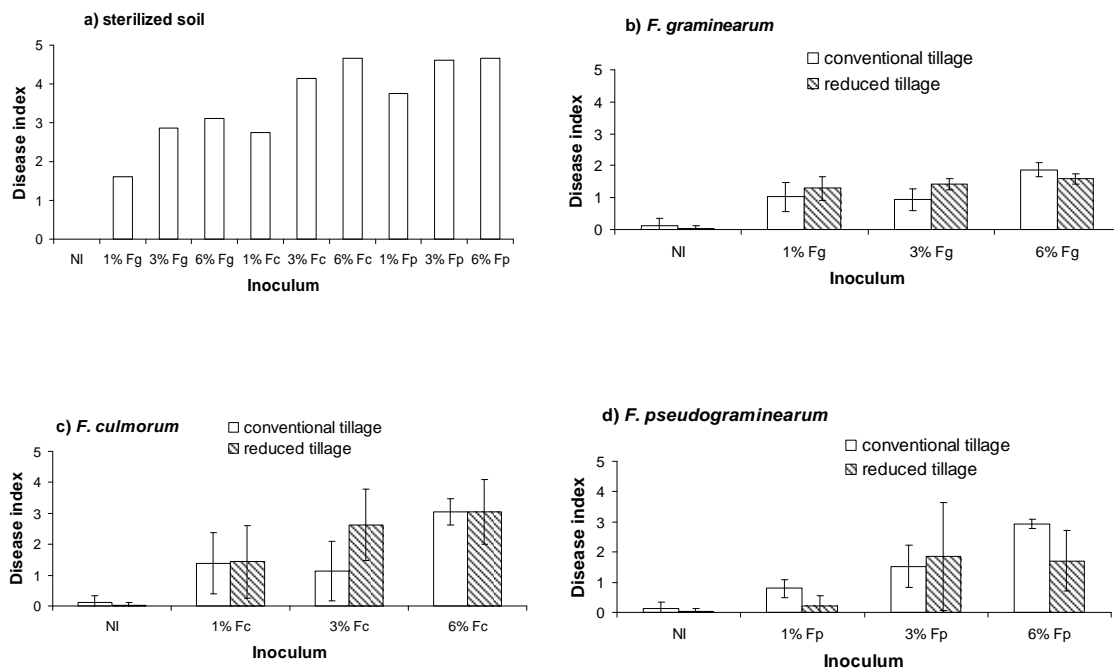 a) sterilized soil
5
4
3
2
1
0
Disease index
NI 1% Fg 3% Fg 6% Fg 1% Fc 3% Fc 6% Fc 1% Fp 3% Fp 6% Fp
Inoculum
b) F. graminearum
conventional tillage
reduced tillage
5
4
3
2
1
0
Disease index
NI 1% Fg 3% Fg 6% Fg
Inoculum
c) F. culmorum
conventional tillage
reduced tillage
5
4
3
2
1
0
Disease index
NI 1% Fc 3% Fc 6% Fc
Inoculum
d) F. pseudograminearum
conventional tillage
reduced tillage
5
4
3
2
1
0
Disease index
NI 1% Fp 3% Fp 6% Fp
Inoculum